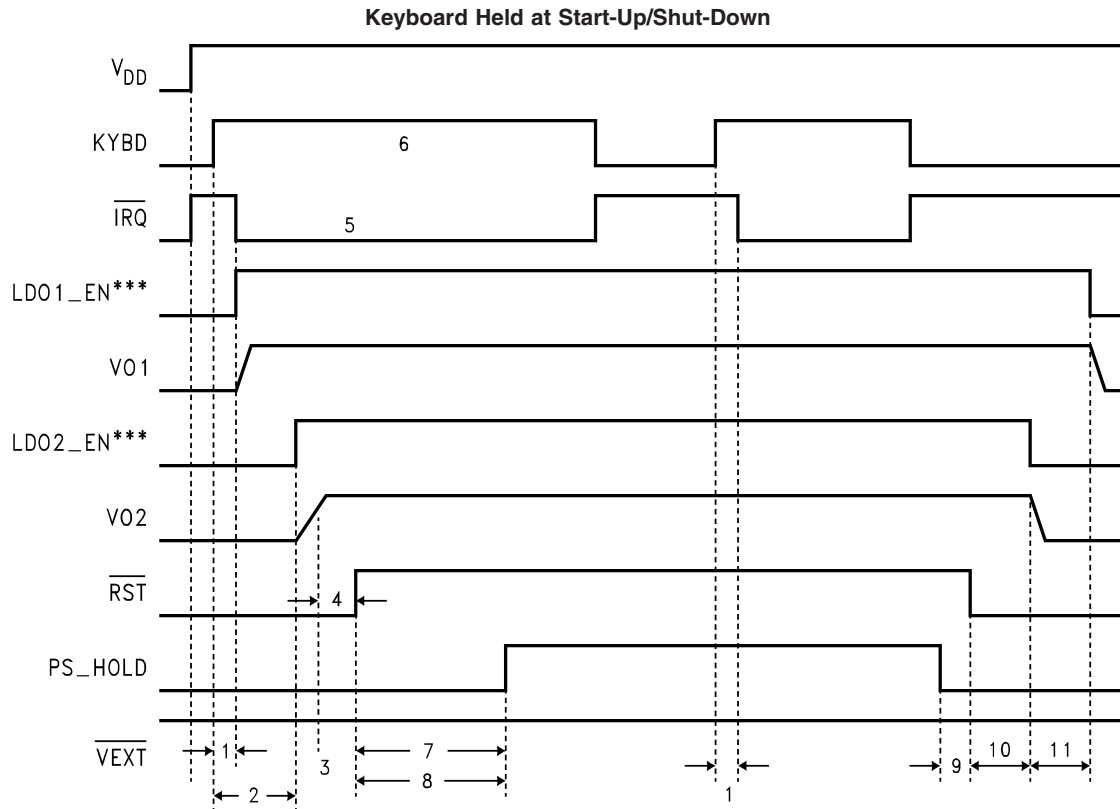 Keyboard Held at Start-Up/Shut-Down
VDD
KYBD
6
IRQ
5
LDO1_EN***
VO1
LDO2_EN***
VO2
RST
4
PS_HOLD
VEXT
1
3
7
9
10
11
2
8
1